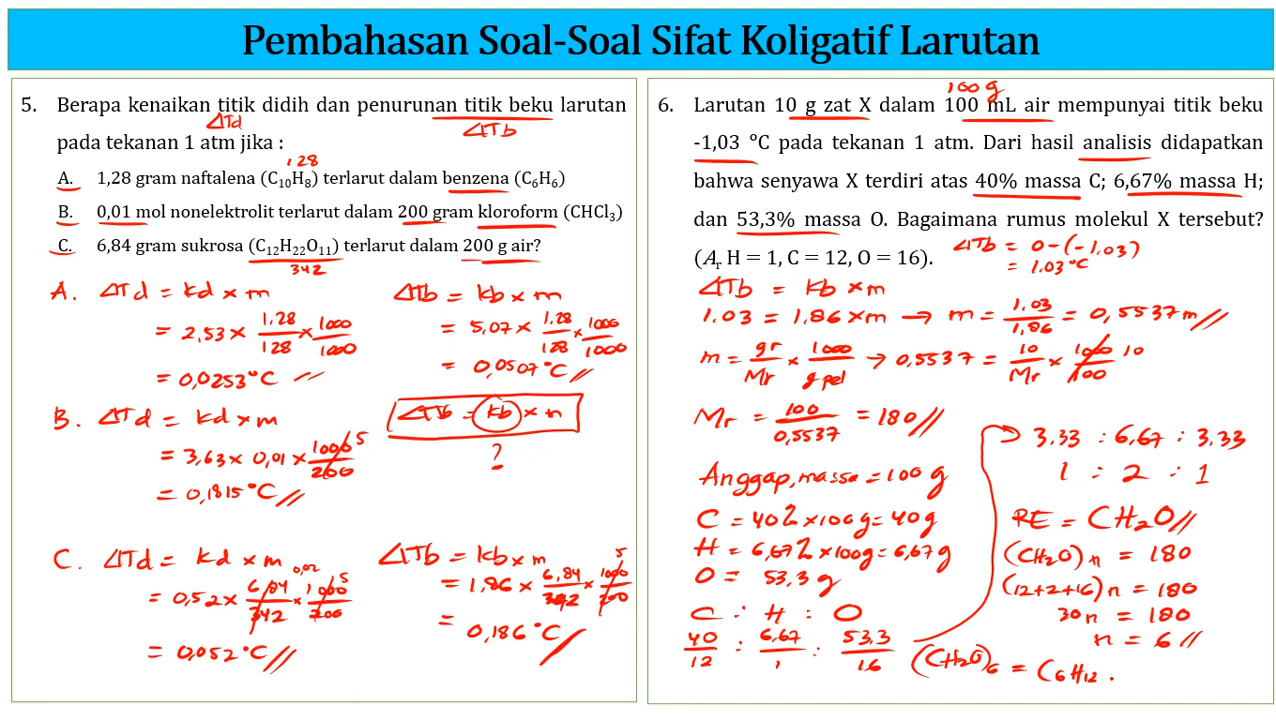 Pembahasan Soal-Soal Sifat Koligatif Larutan
5. Berapa kenaikan titik didih dan penurunan titik beku larutan
ΔTd
ΔTb
pada tekanan 1 atm jika :
128
A. 1,28 gram naftalena (C₁₀H₈) terlarut dalam benzena (C₆H₆)
B. 0,01 mol nonelektrolit terlarut dalam 200 gram kloroform (CHCl₃)
C. 6,84 gram sukrosa (C₁₂H₂₂O₁₁) terlarut dalam 200 g air?
342
A. ΔTd = kd × m
= 2,53 × 1,28/128 × 1000/1000
= 0,0253 °C
ΔTb = kb × m
= 5,07 × 1,28/128 × 1000/1000
= 0,0507 °C
B. ΔTd = kd × m
= 3,63 × 0,01 × 1000/200 5
= 0,1815 °C
ΔTb = kb × m
?
C. ΔTd = kd × m
0,02
= 0,52 × 6,84/342 × 1000/200 5
= 0,052 °C
ΔTb = kb × m
= 1,86 × 6,84/342 × 1000/200 5
= 0,186 °C
100 g
6. Larutan 10 g zat X dalam 100 mL air mempunyai titik beku
-1,03 °C pada tekanan 1 atm. Dari hasil analisis didapatkan
bahwa senyawa X terdiri atas 40% massa C; 6,67% massa H;
dan 53,3% massa O. Bagaimana rumus molekul X tersebut?
(Aᵣ H = 1, C = 12, O = 16).
ΔTb = 0 - (-1.03)
= 1.03 °C
ΔTb = kb × m
1.03 = 1.86 × m → m = 1.03/1,86 = 0,5537 m
m = gr/Mr × 1000/g pel → 0,5537 = 10/Mr × 1000/100 10
Mr = 100/0,5537 = 180
Anggap, massa = 100 g
C = 40% × 100 g = 40 g
H = 6,67% × 100 g = 6,67 g
O = 53,3 g
C : H : O
40/12 : 6,67/1 : 53.3/16
3.33 : 6,67 : 3.33
1 : 2 : 1
RE = CH₂O
(CH₂O)n = 180
(12+2+16) n = 180
30n = 180
n = 6
(CH₂O)₆ = C₆H₁₂